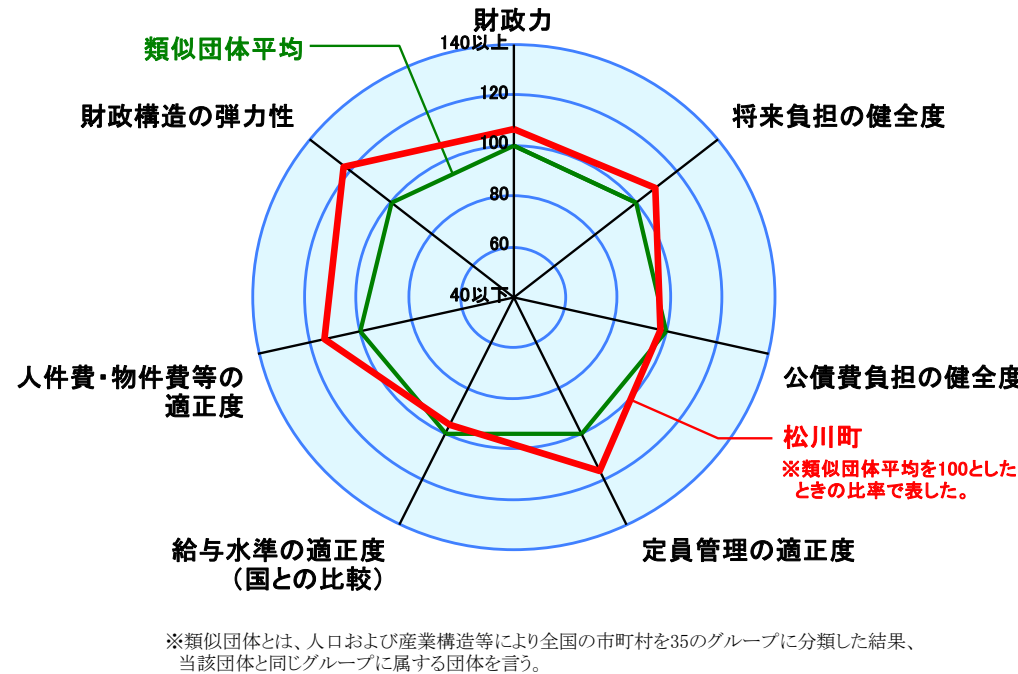 財政力
140以上
類似団体平均
120
財政構造の弾力性
将来負担の健全度
100
80
60
40以下
人件費・物件費等の
適正度
公債費負担の健全度
松川町
※類似団体平均を100とした
ときの比率で表した。
給与水準の適正度
（国との比較）
定員管理の適正度
※類似団体とは、人口および産業構造等により全国の市町村を35のグループに分類した結果、
当該団体と同じグループに属する団体を言う。